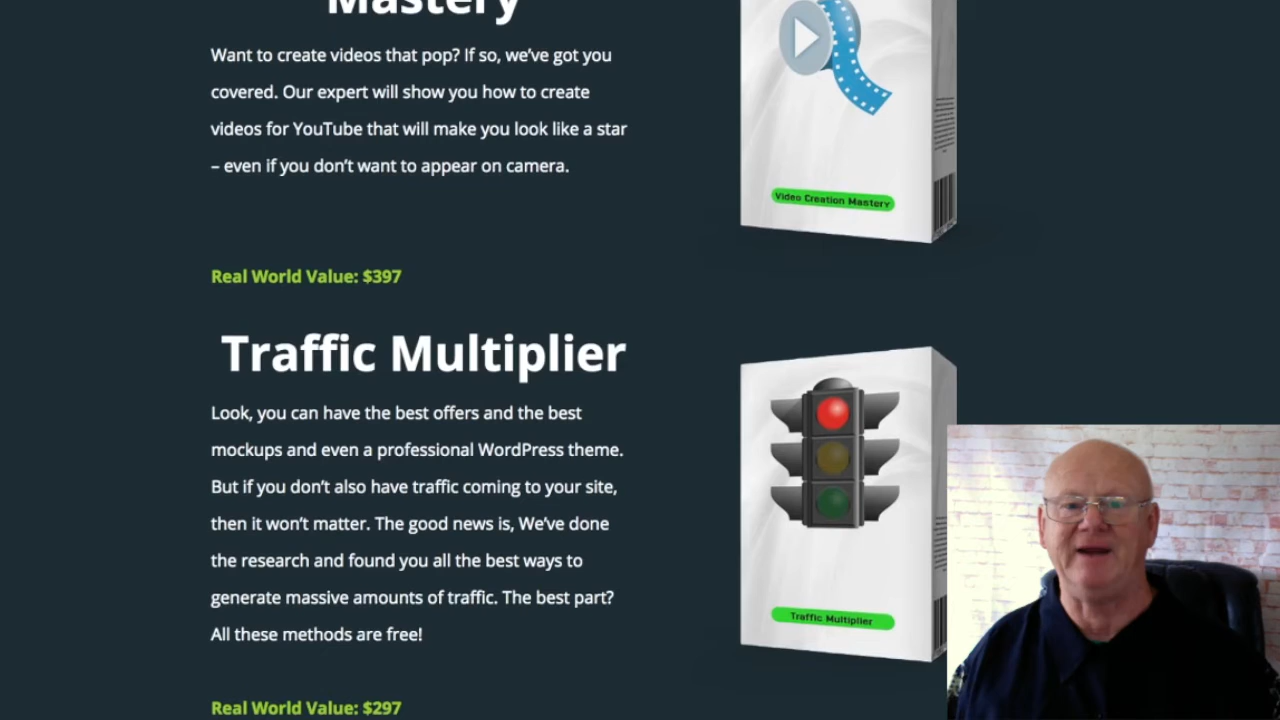 Mastery
Want to create videos that pop? If so, we’ve got you
covered. Our expert will show you how to create
videos for YouTube that will make you look like a star
– even if you don’t want to appear on camera.
Video Creation Mastery
Real World Value: $397
Traffic Multiplier
Look, you can have the best offers and the best
mockups and even a professional WordPress theme.
But if you don’t also have traffic coming to your site,
then it won’t matter. The good news is, We’ve done
the research and found you all the best ways to
generate massive amounts of traffic. The best part?
All these methods are free!
Traffic Multiplier
Real World Value: $297